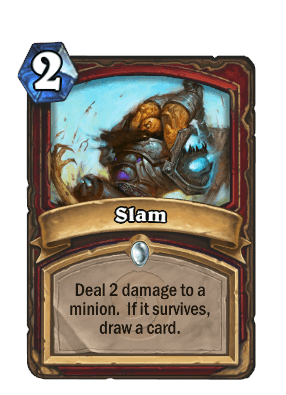 2
Slam
Deal 2 damage to a
minion. If it survives,
draw a card.